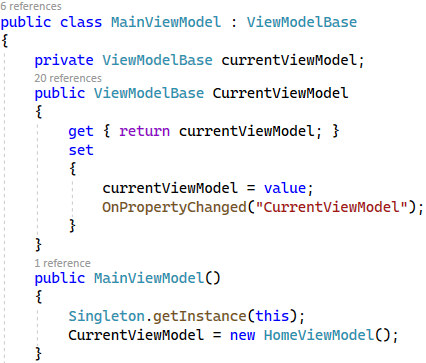 6 references
public class MainViewModel : ViewModelBase
{
    private ViewModelBase currentViewModel;
    20 references
    public ViewModelBase CurrentViewModel
    {
        get { return currentViewModel; }
        set
        {
            currentViewModel = value;
            OnPropertyChanged("CurrentViewModel");
        }
    }
    1 reference
    public MainViewModel()
    {
        Singleton.getInstance(this);
        CurrentViewModel = new HomeViewModel();
    }